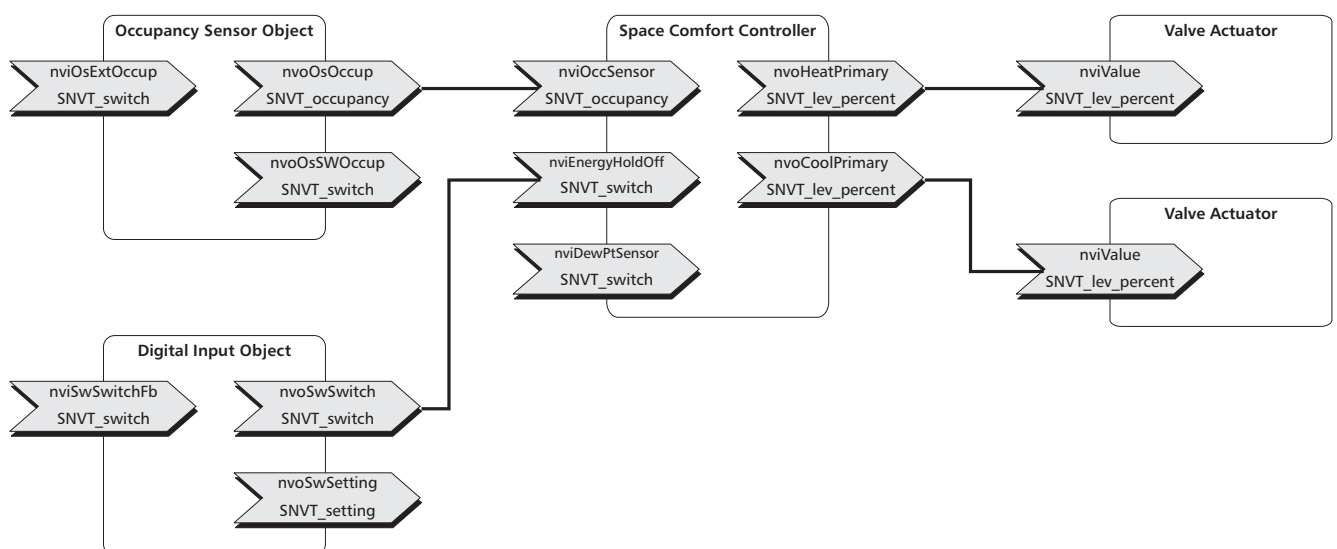 Occupancy Sensor Object
nviOsExtOccup
SNVT_switch
nvoOsOccup
SNVT_occupancy
nvoOsSWOccup
SNVT_switch
Space Comfort Controller
nviOccSensor
SNVT_occupancy
nviEnergyHoldOff
SNVT_switch
nviDewPtSensor
SNVT_switch
nvoHeatPrimary
SNVT_lev_percent
nvoCoolPrimary
SNVT_lev_percent
Valve Actuator
nviValue
SNVT_lev_percent
Valve Actuator
nviValue
SNVT_lev_percent
Digital Input Object
nviSwSwitchFb
SNVT_switch
nvoSwSwitch
SNVT_switch
nvoSwSetting
SNVT_setting